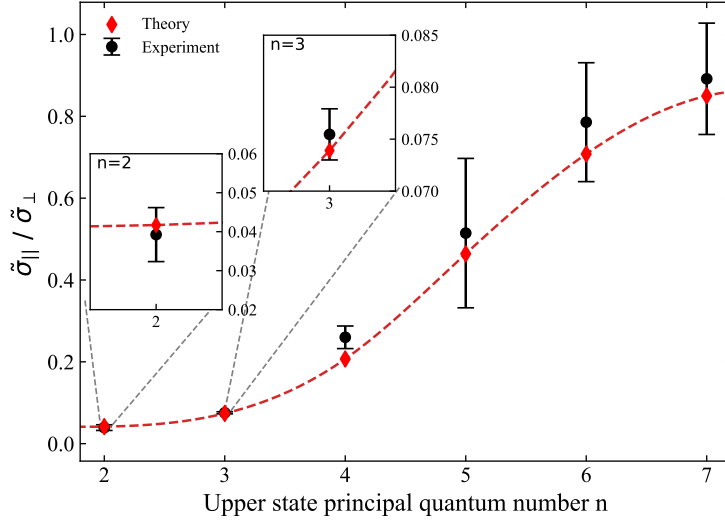 Theory
Experiment
n=3
0.085
0.080
0.075
0.070
3
n=2
0.06
0.05
0.04
0.03
0.02
2
1.0
0.8
0.6
0.4
0.2
0.0
σ̃|| / σ̃⊥
2 3 4 5 6 7
Upper state principal quantum number n